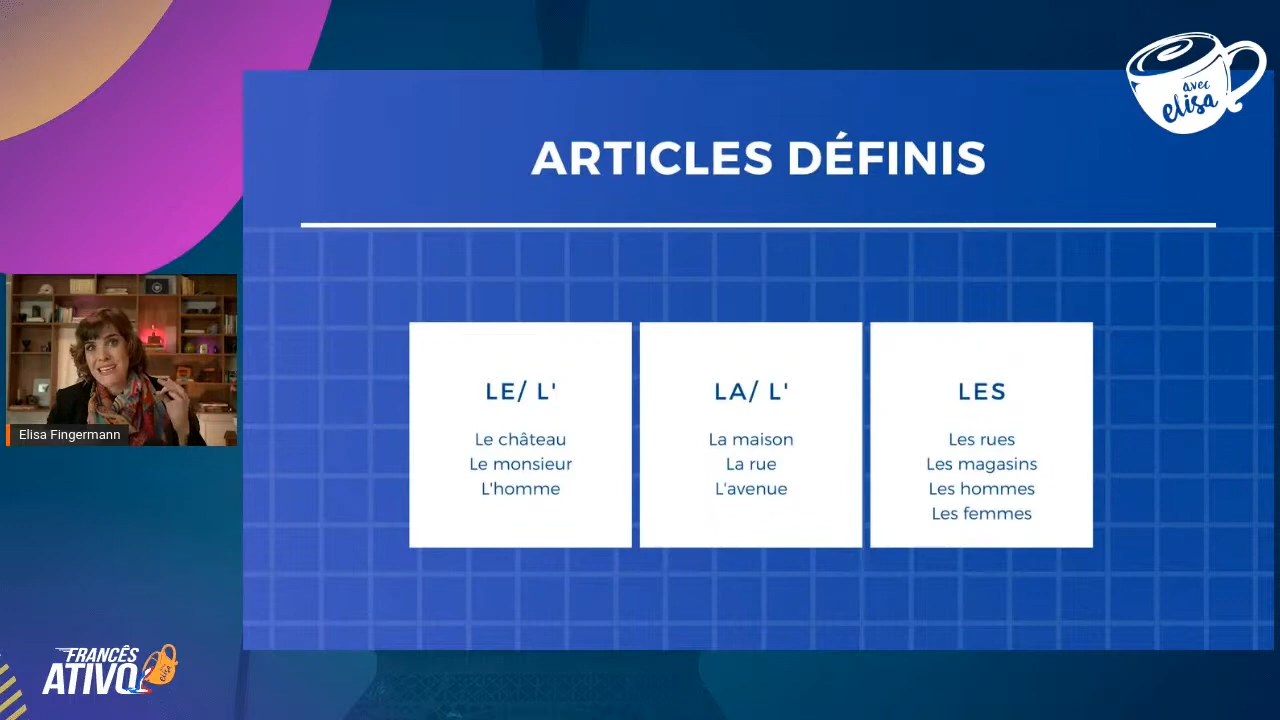 avec
elisa
ARTICLES DÉFINIS
LE/ L'
Le château
Le monsieur
L'homme
LA/ L'
La maison
La rue
L'avenue
LES
Les rues
Les magasins
Les hommes
Les femmes
Elisa Fingermann
FRANCÊS
ATIVO
elisa